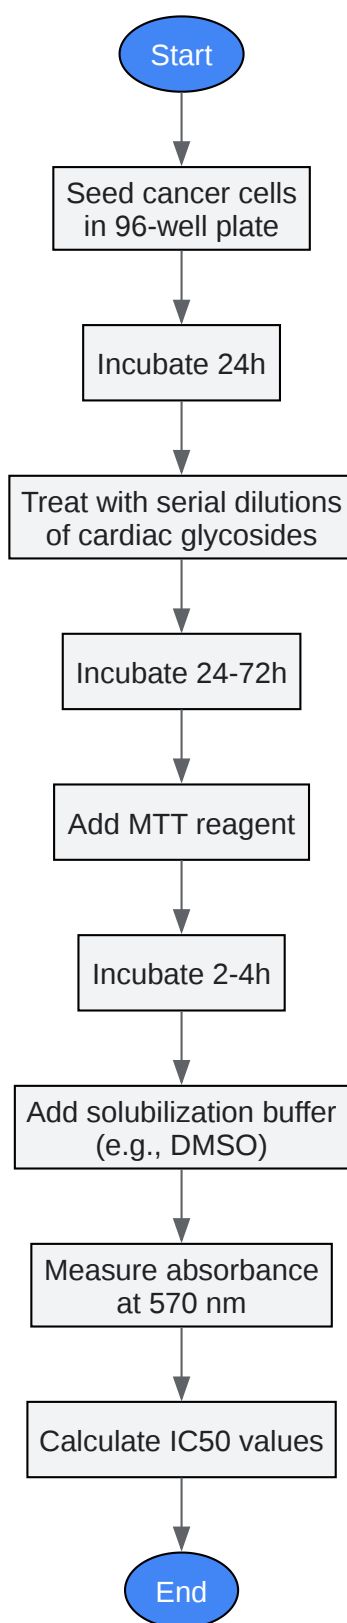 Start
Seed cancer cells
in 96-well plate
Incubate 24h
Treat with serial dilutions
of cardiac glycosides
Incubate 24-72h
Add MTT reagent
Incubate 2-4h
Add solubilization buffer
(e.g., DMSO)
Measure absorbance
at 570 nm
Calculate IC50 values
End